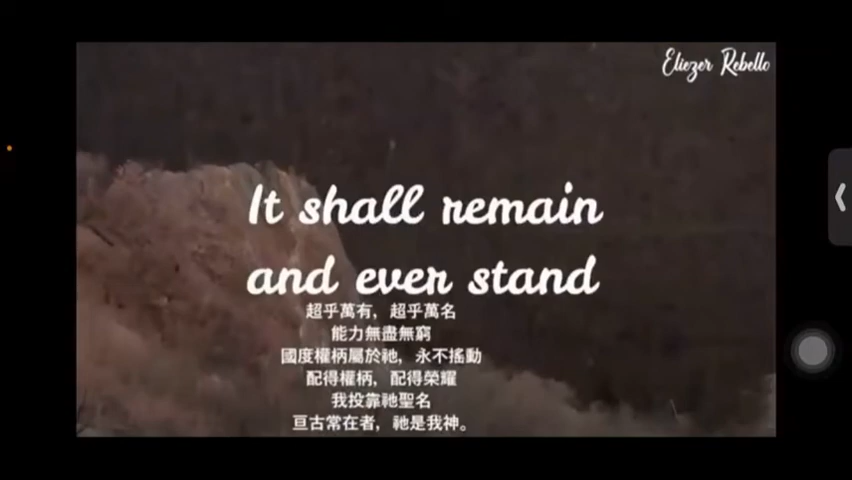 Eliezer Rebello
It shall remain
and ever stand
超乎萬有，超乎萬名
能力無盡無窮
國度權柄屬於祂，永不搖動
配得權柄，配得榮耀
我投靠祂聖名
亘古常在者，祂是我神。